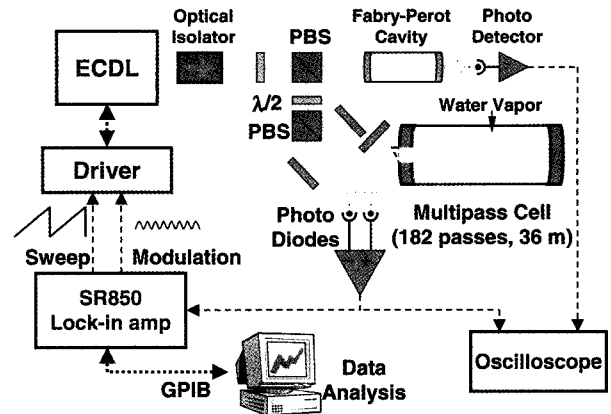 Optical
Isolator
PBS
Fabry-Perot
Cavity
Photo
Detector
ECDL
λ/2
PBS
Water Vapor
Driver
Photo
Diodes
Multipass Cell
(182 passes, 36 m)
Sweep
Modulation
SR850
Lock-in amp
GPIB
Data
Analysis
Oscilloscope